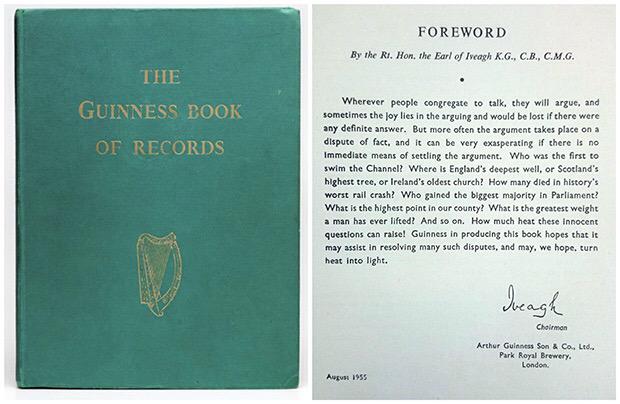 THE
GUINNESS BOOK
OF RECORDS
FOREWORD
By the Rt. Hon. the Earl of Iveagh K.G., C.B., C.M.G.
Wherever people congregate to talk, they will argue, and
sometimes the joy lies in the arguing and would be lost if there were
any definite answer. But more often the argument takes place on a
dispute of fact, and it can be very exasperating if there is no
immediate means of settling the argument. Who was the first to
swim the Channel? Where is England's deepest well, or Scotland's
highest tree, or Ireland's oldest church? How many died in history's
worst rail crash? Who gained the biggest majority in Parliament?
What is the highest point in our county? What is the greatest weight
a man has ever lifted? And so on. How much heat these innocent
questions can raise! Guinness in producing this book hopes that it
may assist in resolving many such disputes, and may, we hope, turn
heat into light.
Iveagh
Chairman
Arthur Guinness Son & Co., Ltd.,
Park Royal Brewery,
London.
August 1955